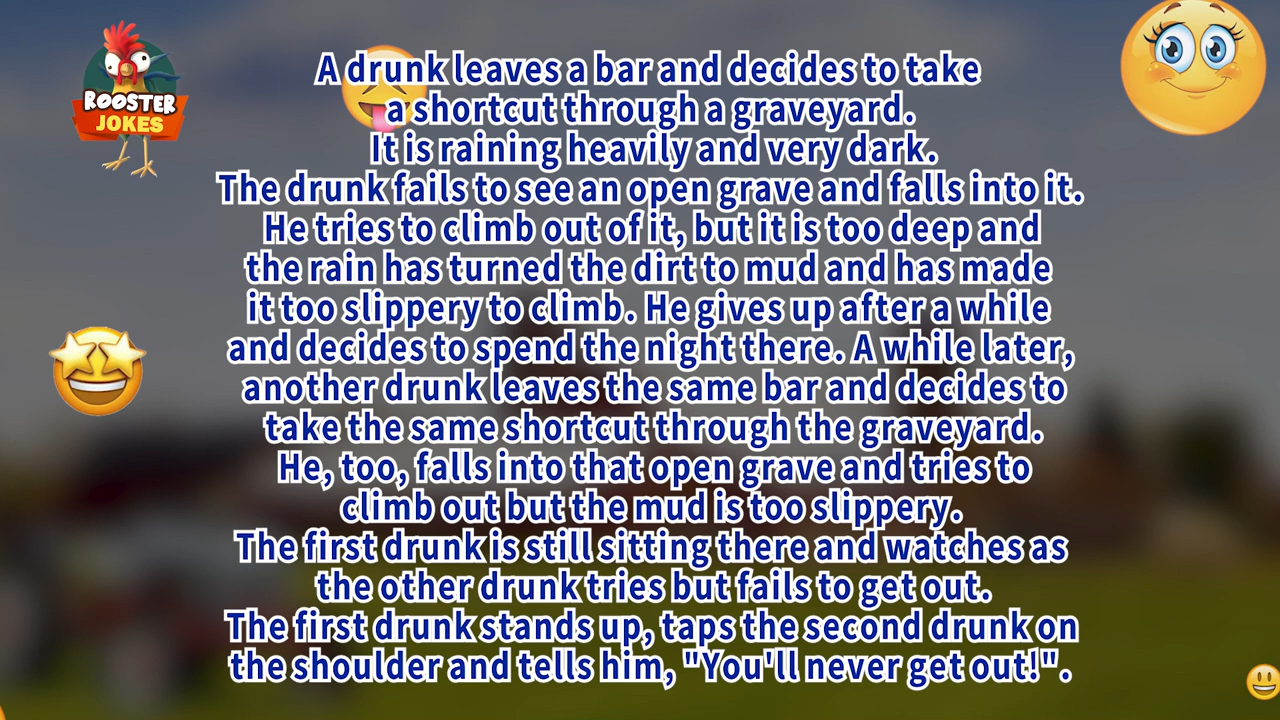 ROOSTER
JOKES
A drunk leaves a bar and decides to take
a shortcut through a graveyard.
It is raining heavily and very dark.
The drunk fails to see an open grave and falls into it.
He tries to climb out of it, but it is too deep and
the rain has turned the dirt to mud and has made
it too slippery to climb. He gives up after a while
and decides to spend the night there. A while later,
another drunk leaves the same bar and decides to
take the same shortcut through the graveyard.
He, too, falls into that open grave and tries to
climb out but the mud is too slippery.
The first drunk is still sitting there and watches as
the other drunk tries but fails to get out.
The first drunk stands up, taps the second drunk on
the shoulder and tells him, "You'll never get out!".